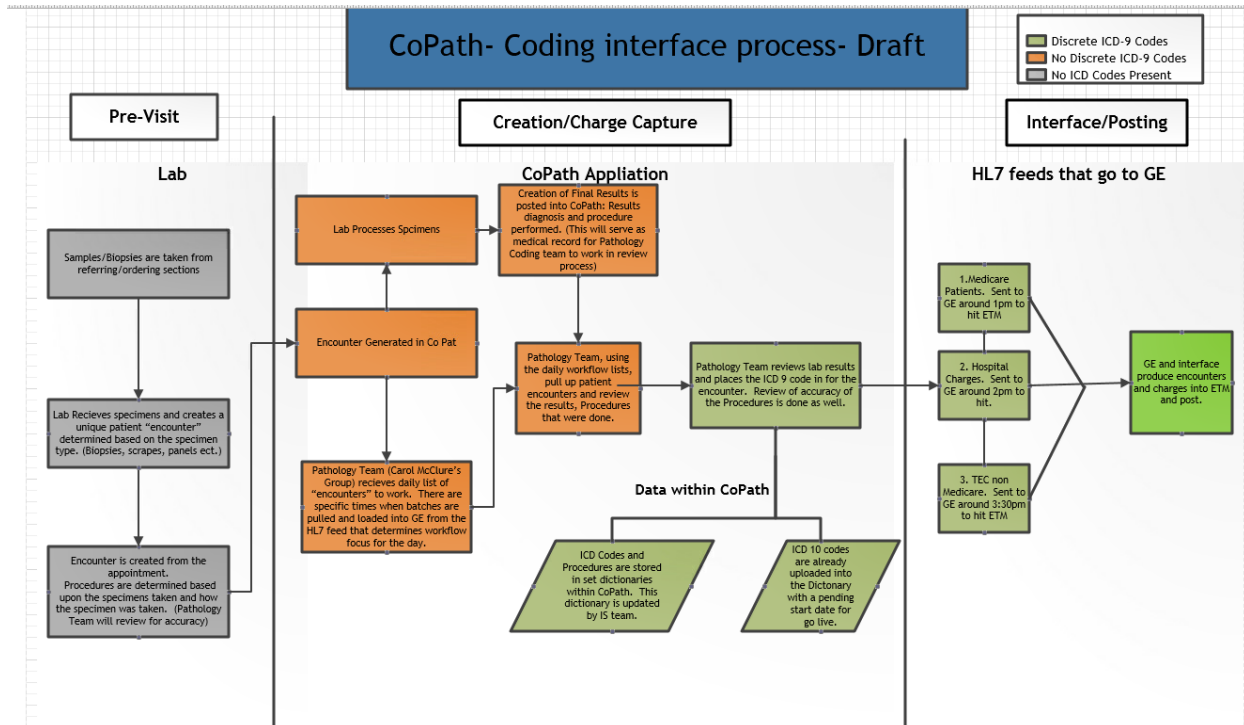 CoPath- Coding interface process- Draft
Discrete ICD-9 Codes
No Discrete ICD-9 Codes
No ICD Codes Present
Pre-Visit
Creation/Charge Capture
Interface/Posting
Lab
CoPath Appliation
HL7 feeds that go to GE
Samples/Biopsies are taken from
referring/ordering sections
Lab Recieves specimens and creates a
unique patient “encounter”
determined based on the specimen
type. (Biopsies, scrapes, panels ect.)
Encounter is created from the
appointment.
Procedures are determined based
upon the specimens taken and how
the specimen was taken. (Pathology
Team will review for accuracy)
Lab Processes Spcimens
Creation of Final Results is
posted into CoPath: Results
diagnosis and procedure
performed. (This will serve as
medical record for Pathology
Coding team to work in review
process)
Encounter Generated in Co Pat
Pathology Team (Carol McClure’s
Group) recieves daily list of
“encounters” to work. There are
specific times when batches are
pulled and loaded into GE from the
HL7 feed that determines workflow
focus for the day.
Pathology Team, using
the daily workflow lists,
pull up patient
encounters and review
the results, Procedures
that were done.
Pathology Team reviews lab results
and places the ICD 9 code in for the
encounter. Review of accuracy of
the Procedures is done as well.
Data within CoPath
ICD Codes and
Procedures are stored
in set dictionaries
within CoPath. This
dictionary is updated
by IS team.
ICD 10 codes
are already
uploaded into
the Dictonary
with a pending
start date for
go live.
1.Medicare
Patients. Sent to
GE around 1pm to
hit ETM
2. Hospital
Charges. Sent to
GE around 2pm to
hit.
3. TEC non
Medicare. Sent to
GE around 3:30pm
to hit ETM
GE and interface
produce encounters
and charges into ETM
and post.